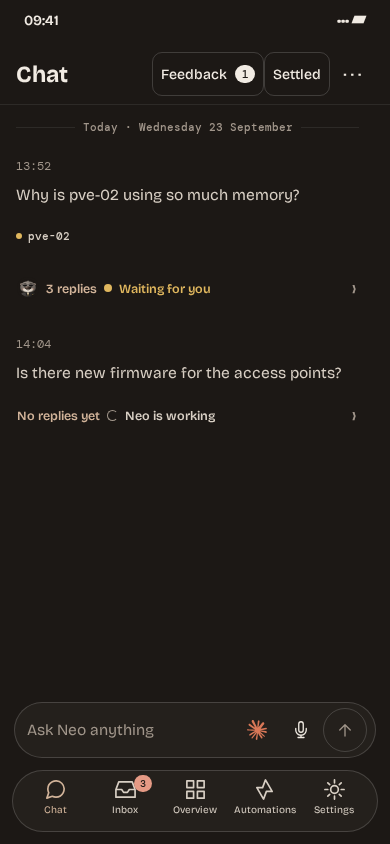 09:41
Chat
Feedback 1
Settled
Today · Wednesday 23 September
13:52
Why is pve-02 using so much memory?
pve-02
3 replies Waiting for you
14:04
Is there new firmware for the access points?
No replies yet Neo is working
Ask Neo anything
3
Chat Inbox Overview Automations Settings